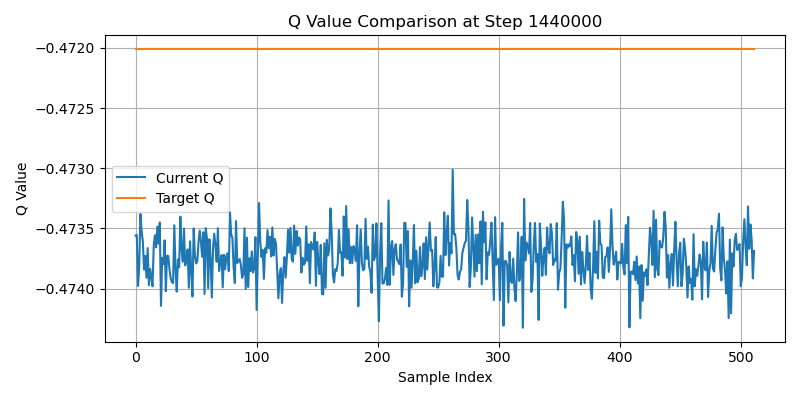 Q Value Comparison at Step 1440000
−0.4720
−0.4725
−0.4730
−0.4735
−0.4740
Q Value
Current Q
Target Q
0
100
200
300
400
500
Sample Index